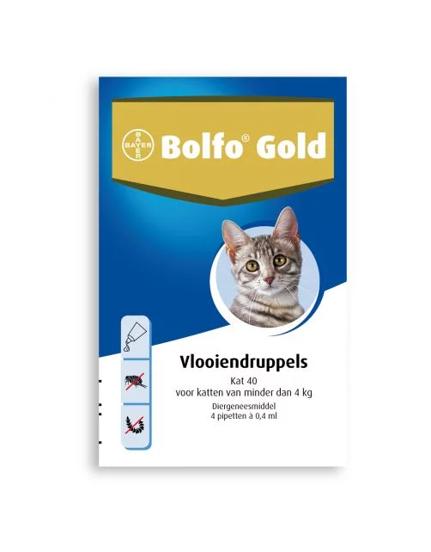 BAYER
BAYER
Bolfo® Gold
Vlooiendruppels
Kat 40
voor katten van minder dan 4 kg
Diergeneesmiddel
4 pipetten à 0,4 ml